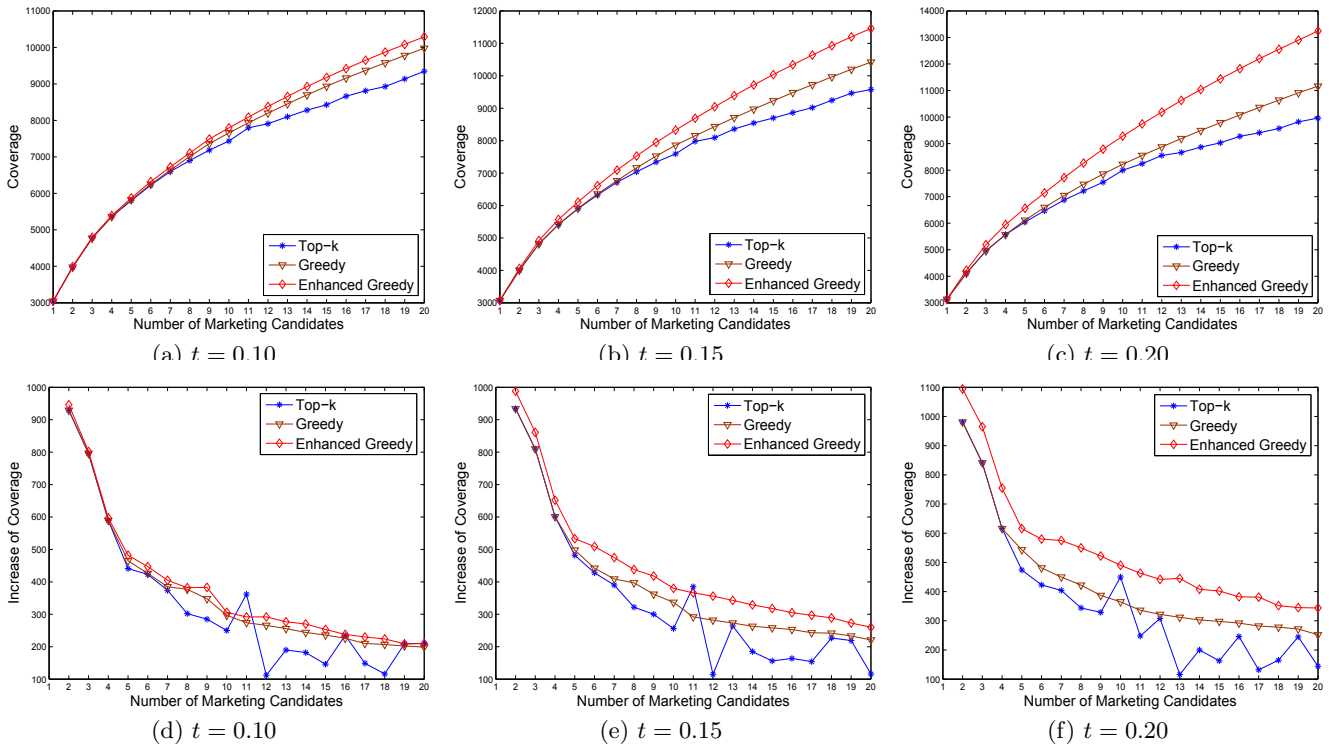 10000
9000
8000
7000
6000
5000
4000
3000
Coverage
Top-k
Greedy
Enhanced Greedy
1 2 3 4 5 6 7 8 9 10 11 12 13 14 15 16 17 18 19 20
Number of Marketing Candidates
(a) t = 0.10
12000
11000
10000
9000
8000
7000
6000
5000
4000
3000
Coverage
Top-k
Greedy
Enhanced Greedy
1 2 3 4 5 6 7 8 9 10 11 12 13 14 15 16 17 18 19 20
Number of Marketing Candidates
(b) t = 0.15
14000
13000
12000
11000
10000
9000
8000
7000
6000
5000
4000
3000
Coverage
Top-k
Greedy
Enhanced Greedy
1 2 3 4 5 6 7 8 9 10 11 12 13 14 15 16 17 18 19 20
Number of Marketing Candidates
(c) t = 0.20
1000
900
800
700
600
500
400
300
200
100
Increase of Coverage
Top-k
Greedy
Enhanced Greedy
1 2 3 4 5 6 7 8 9 10 11 12 13 14 15 16 17 18 19 20
Number of Marketing Candidates
(d) t = 0.10
1000
900
800
700
600
500
400
300
200
100
Increase of Coverage
Top-k
Greedy
Enhanced Greedy
1 2 3 4 5 6 7 8 9 10 11 12 13 14 15 16 17 18 19 20
Number of Marketing Candidates
(e) t = 0.15
1100
1000
900
800
700
600
500
400
300
200
100
Increase of Coverage
Top-k
Greedy
Enhanced Greedy
1 2 3 4 5 6 7 8 9 10 11 12 13 14 15 16 17 18 19 20
Number of Marketing Candidates
(f) t = 0.20